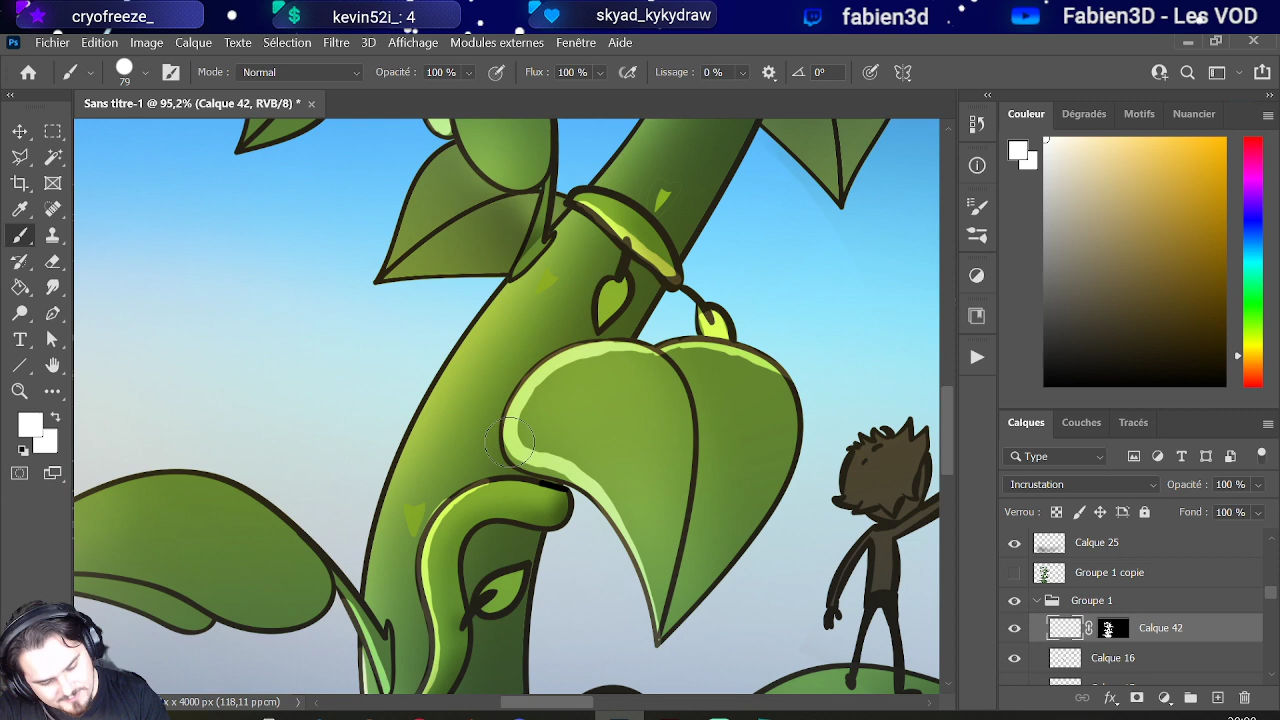 cryofreeze_
kevin52i_: 4
skyad_kykydraw
fabien3d
Fabien3D - Les VOD
Ps Fichier Edition Image Calque Texte Sélection Filtre 3D Affichage Modules externes Fenêtre Aide
79 Mode : Normal Opacité : 100 % Flux : 100 % Lissage : 0 % 0°
Sans titre-1 @ 95,2% (Calque 42, RVB/8) *
Couleur Dégradés Motifs Nuancier
Calques Couches Tracés
Type
Incrustation Opacité : 100 %
Verrou : Fond : 100 %
Calque 25
Groupe 1 copie
Groupe 1
Calque 42
Calque 16
x 4000 px (118,11 ppcm)
fx